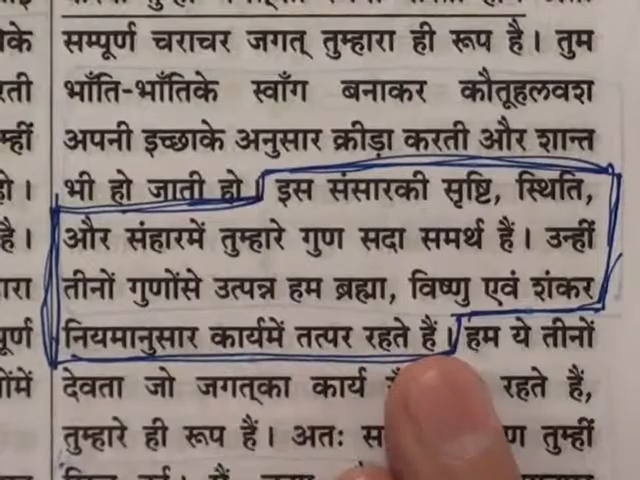 सम्पूर्ण चराचर जगत् तुम्हारा ही रूप है। तुम
भाँति-भाँतिके स्वाँग बनाकर कौतूहलवश
अपनी इच्छाके अनुसार क्रीड़ा करती और शान्त
भी हो जाती हो। इस संसारकी सृष्टि, स्थिति,
और संहारमें तुम्हारे गुण सदा समर्थ हैं। उन्हीं
तीनों गुणोंसे उत्पन्न हम ब्रह्मा, विष्णु एवं शंकर
नियमानुसार कार्यमें तत्पर रहते हैं। हम ये तीनों
देवता जो जगत्का कार्य रहते हैं,
तुम्हारे ही रूप हैं। अतः तुम्हीं